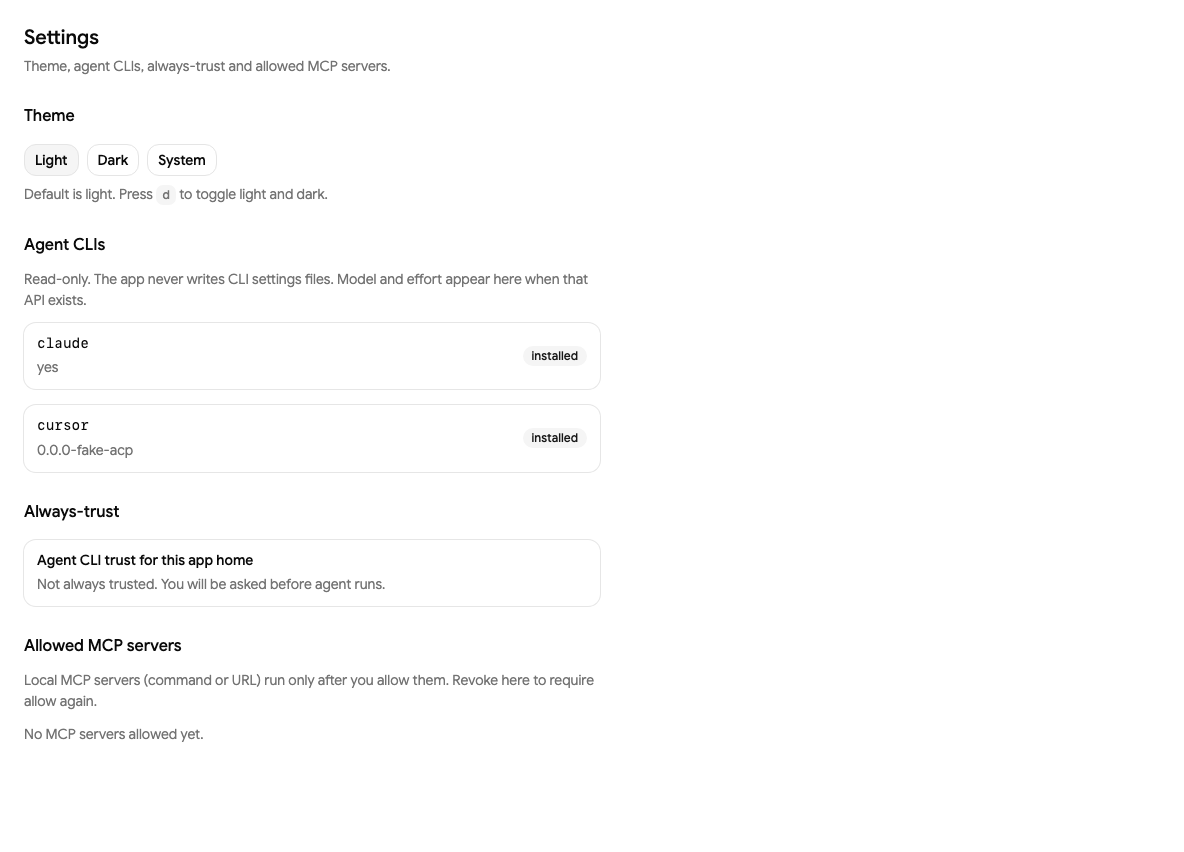 Settings
Theme, agent CLIs, always-trust and allowed MCP servers.
Theme
Light Dark System
Default is light. Press d to toggle light and dark.
Agent CLIs
Read-only. The app never writes CLI settings files. Model and effort appear here when that
API exists.
claude
yes
installed
cursor
0.0.0-fake-acp
installed
Always-trust
Agent CLI trust for this app home
Not always trusted. You will be asked before agent runs.
Allowed MCP servers
Local MCP servers (command or URL) run only after you allow them. Revoke here to require
allow again.
No MCP servers allowed yet.